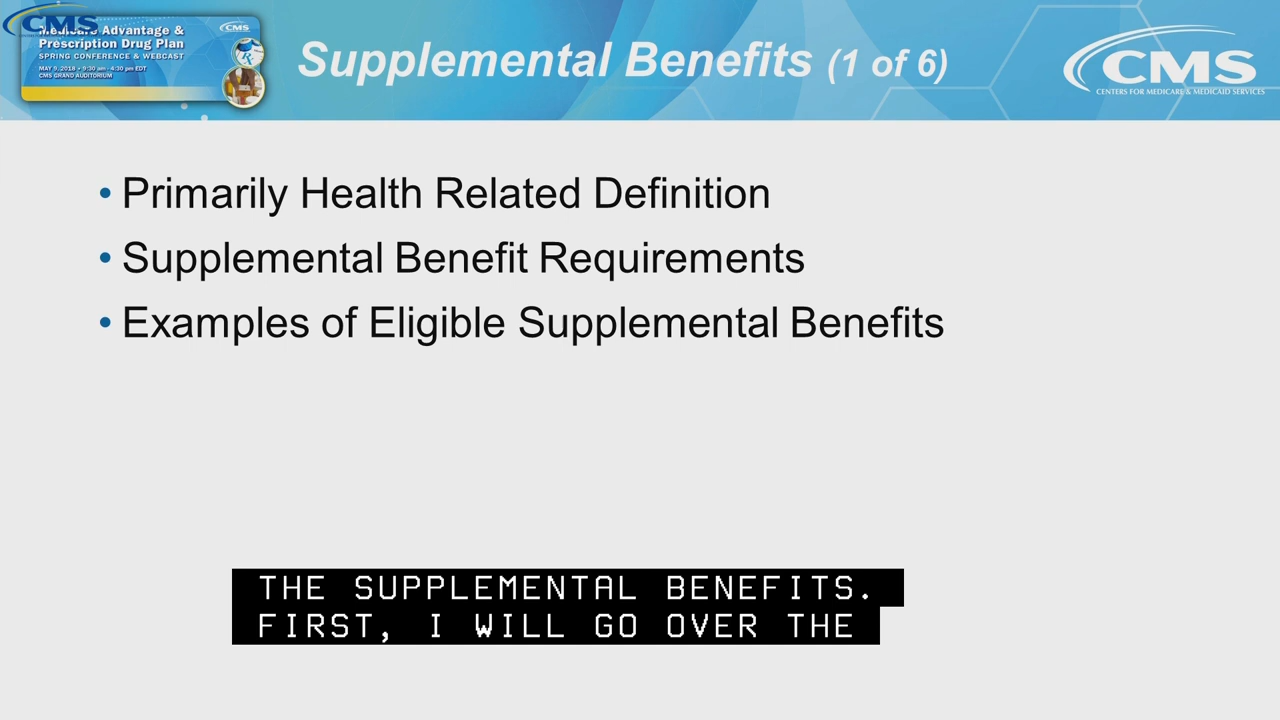 CMS
Medicare Advantage &
Prescription Drug Plan
SPRING CONFERENCE & WEBCAST
MAY 9, 2018 • 9:30 am - 4:30 pm EDT
CMS GRAND AUDITORIUM
CMS
Supplemental Benefits (1 of 6)
CMS
CENTERS FOR MEDICARE & MEDICAID SERVICES
• Primarily Health Related Definition
• Supplemental Benefit Requirements
• Examples of Eligible Supplemental Benefits
THE SUPPLEMENTAL BENEFITS.
FIRST, I WILL GO OVER THE